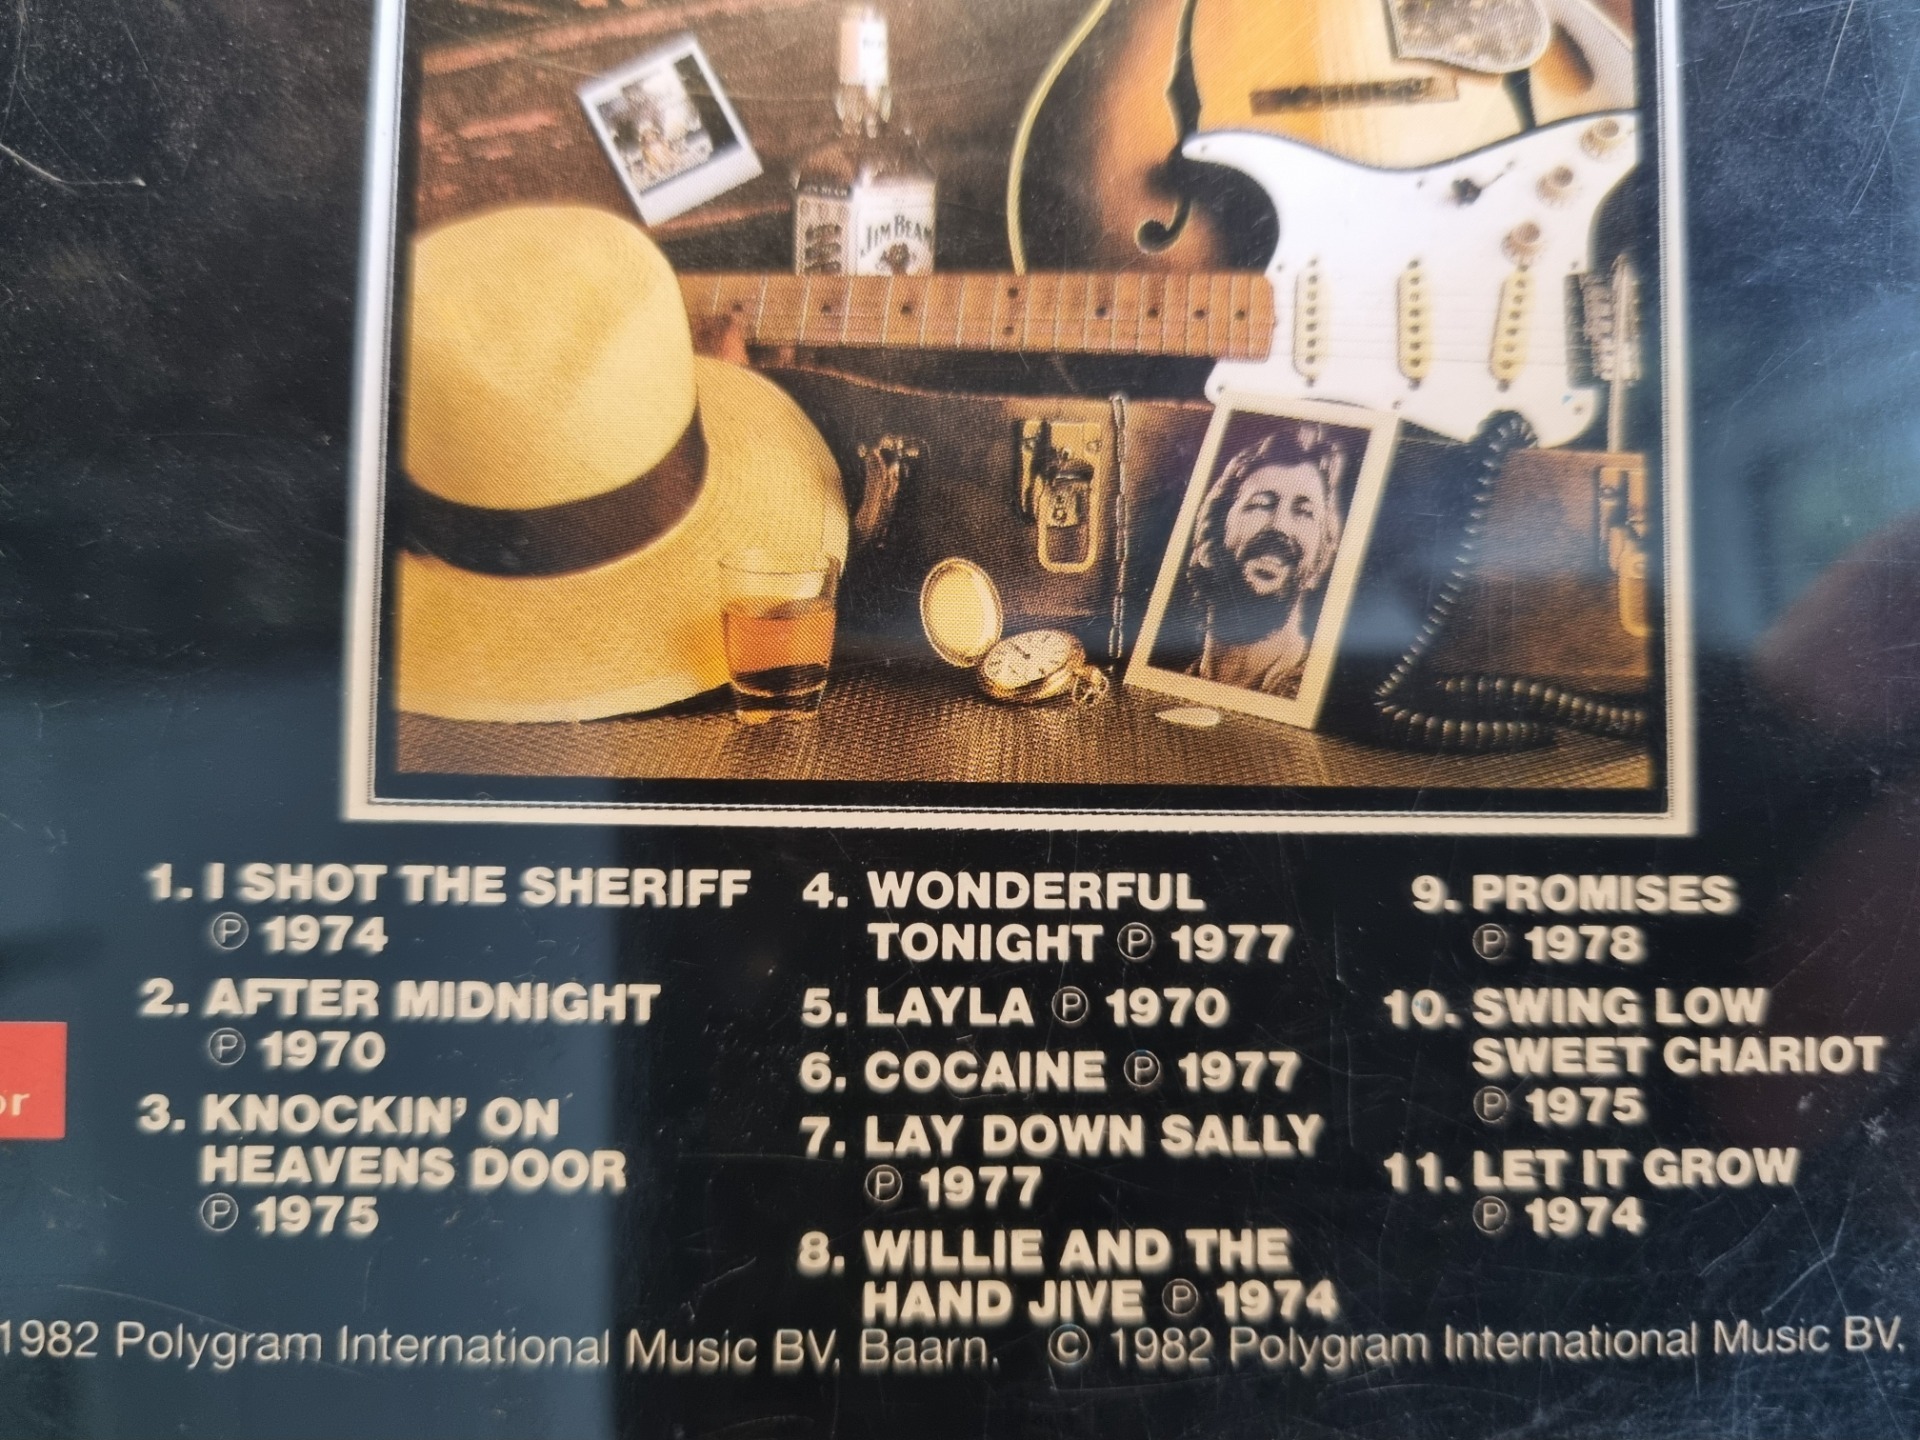 JIM BEAM
1. I SHOT THE SHERIFF
Ⓟ 1974
2. AFTER MIDNIGHT
Ⓟ 1970
3. KNOCKIN' ON
HEAVENS DOOR
Ⓟ 1975
4. WONDERFUL
TONIGHT Ⓟ 1977
5. LAYLA Ⓟ 1970
6. COCAINE Ⓟ 1977
7. LAY DOWN SALLY
Ⓟ 1977
8. WILLIE AND THE
HAND JIVE Ⓟ 1974
9. PROMISES
Ⓟ 1978
10. SWING LOW
SWEET CHARIOT
Ⓟ 1975
11. LET IT GROW
Ⓟ 1974
or
1982 Polygram International Music BV, Baarn. © 1982 Polygram International Music BV,